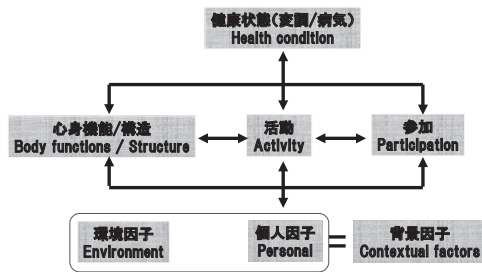 健康状態(変調/病気)
Health condition
心身機能/構造
Body functions / Structure
活動
Activity
参加
Participation
環境因子
Environment
個人因子
Personal
背景因子
Contextual factors